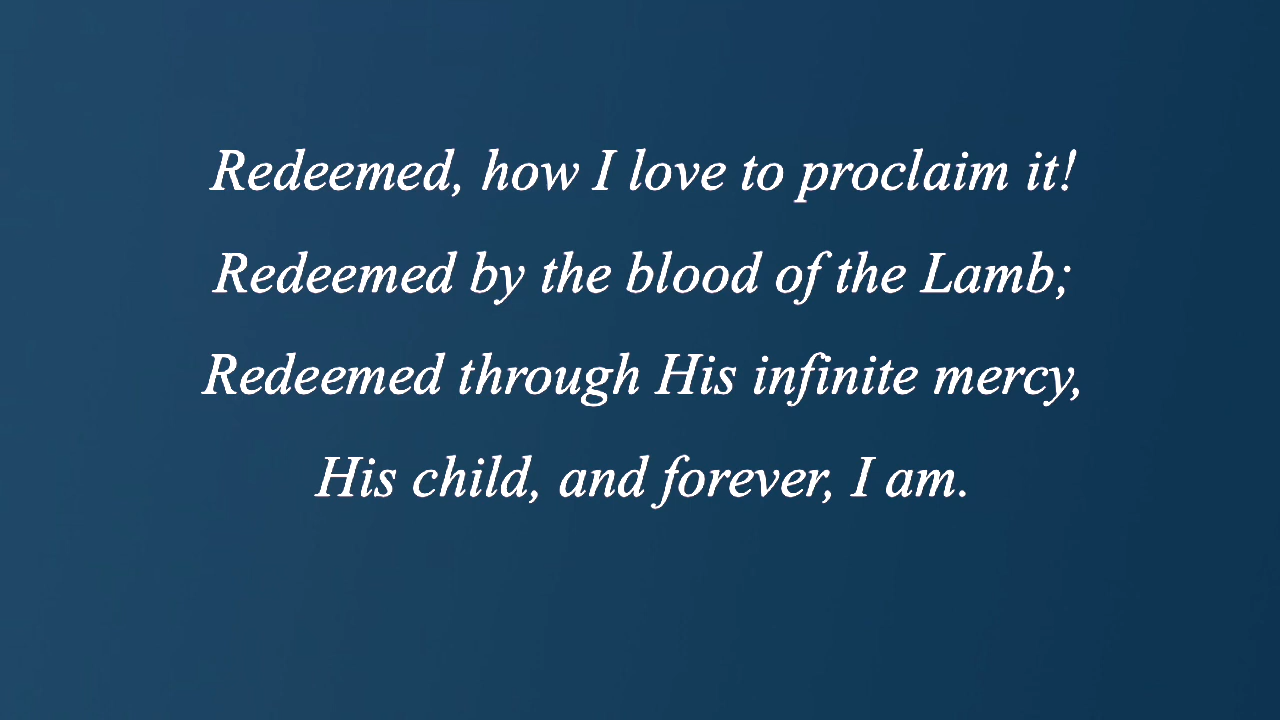 Redeemed, how I love to proclaim it!
Redeemed by the blood of the Lamb;
Redeemed through His infinite mercy,
His child, and forever, I am.